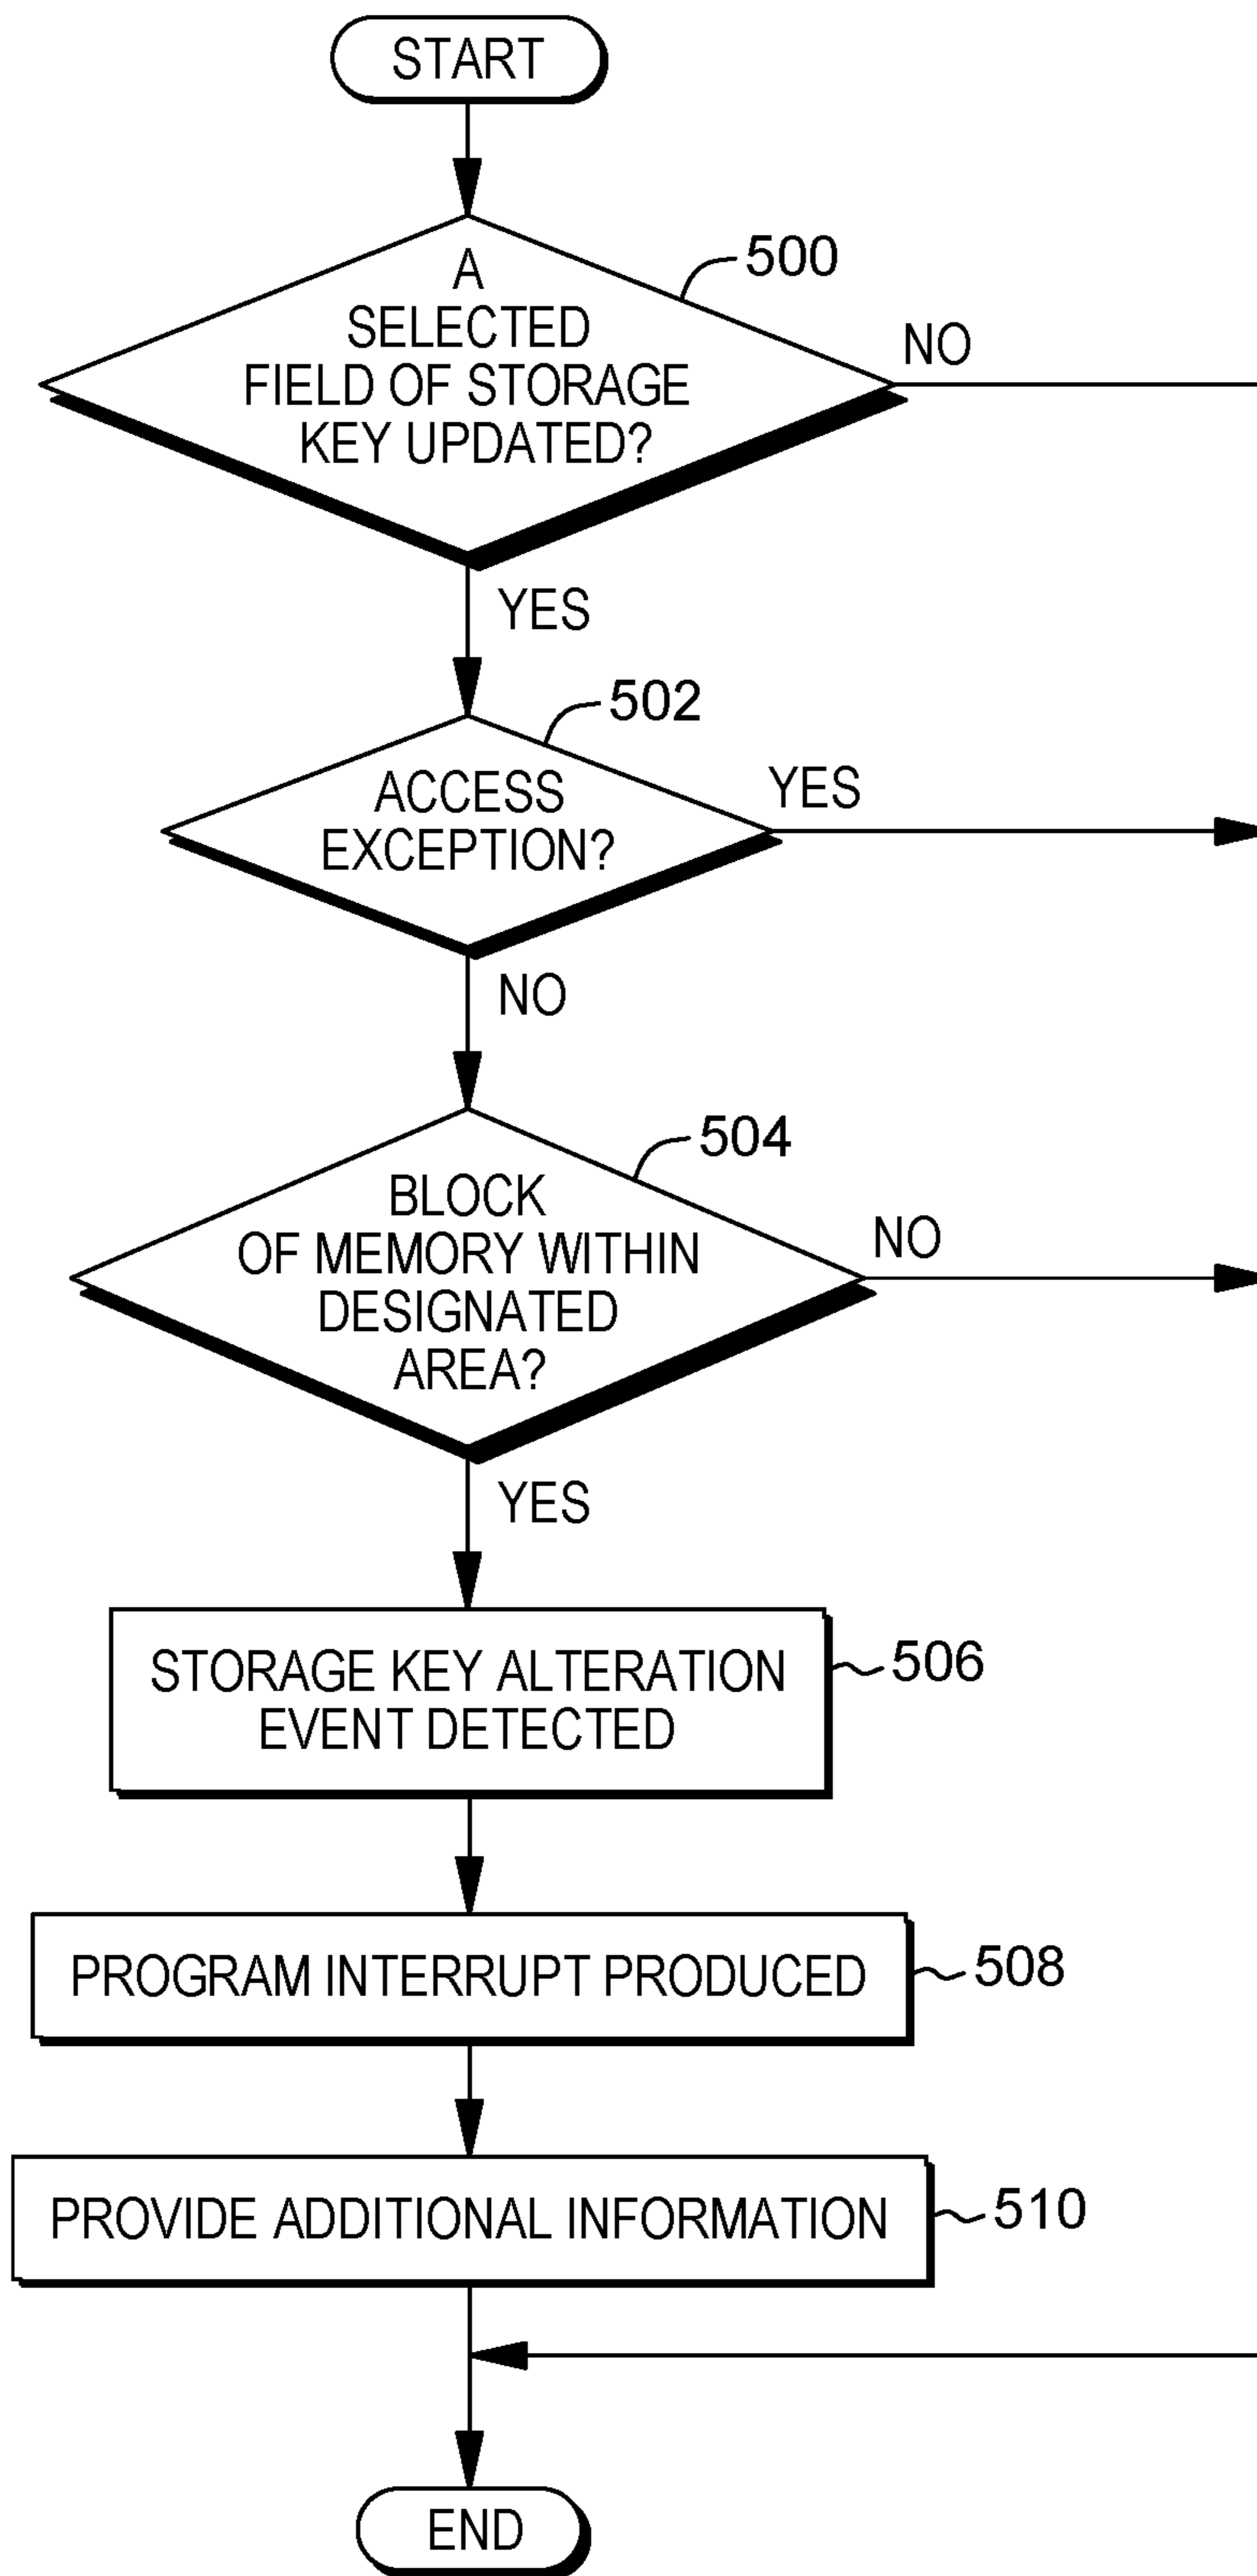 START
A
SELECTED
FIELD OF STORAGE
KEY UPDATED?
500
NO
YES
502
ACCESS
EXCEPTION?
YES
NO
504
BLOCK
OF MEMORY WITHIN
DESIGNATED
AREA?
NO
YES
STORAGE KEY ALTERATION
EVENT DETECTED
506
PROGRAM INTERRUPT PRODUCED
508
PROVIDE ADDITIONAL INFORMATION
510
END